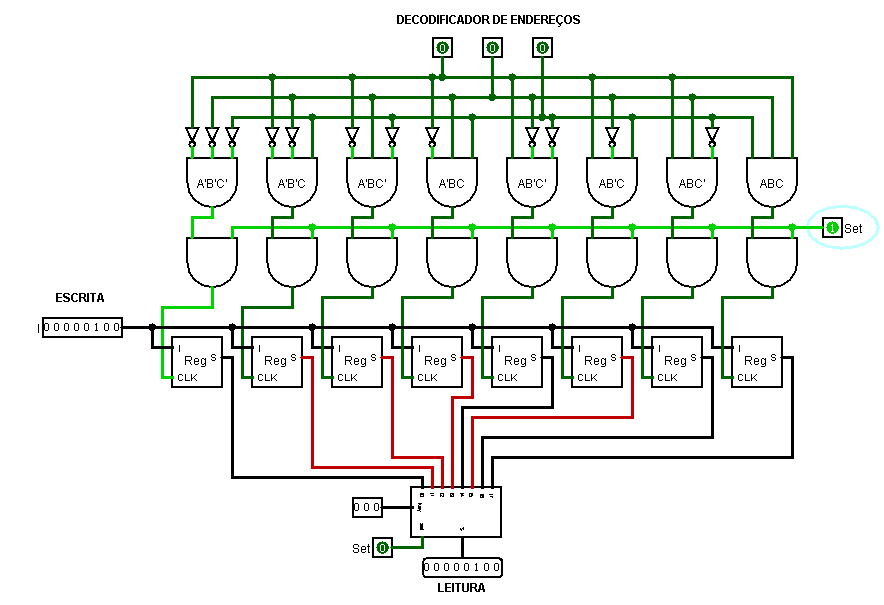 DECODIFICADOR DE ENDEREÇOS
0 0 0
A'B'C' A'B'C A'BC' A'BC AB'C' AB'C ABC' ABC
1 Set
ESCRITA
I 00000100
I Reg S CLK
I Reg S CLK
I Reg S CLK
I Reg S CLK
I Reg S CLK
I Reg S CLK
I Reg S CLK
I Reg S CLK
000
Set 0
00000100
LEITURA